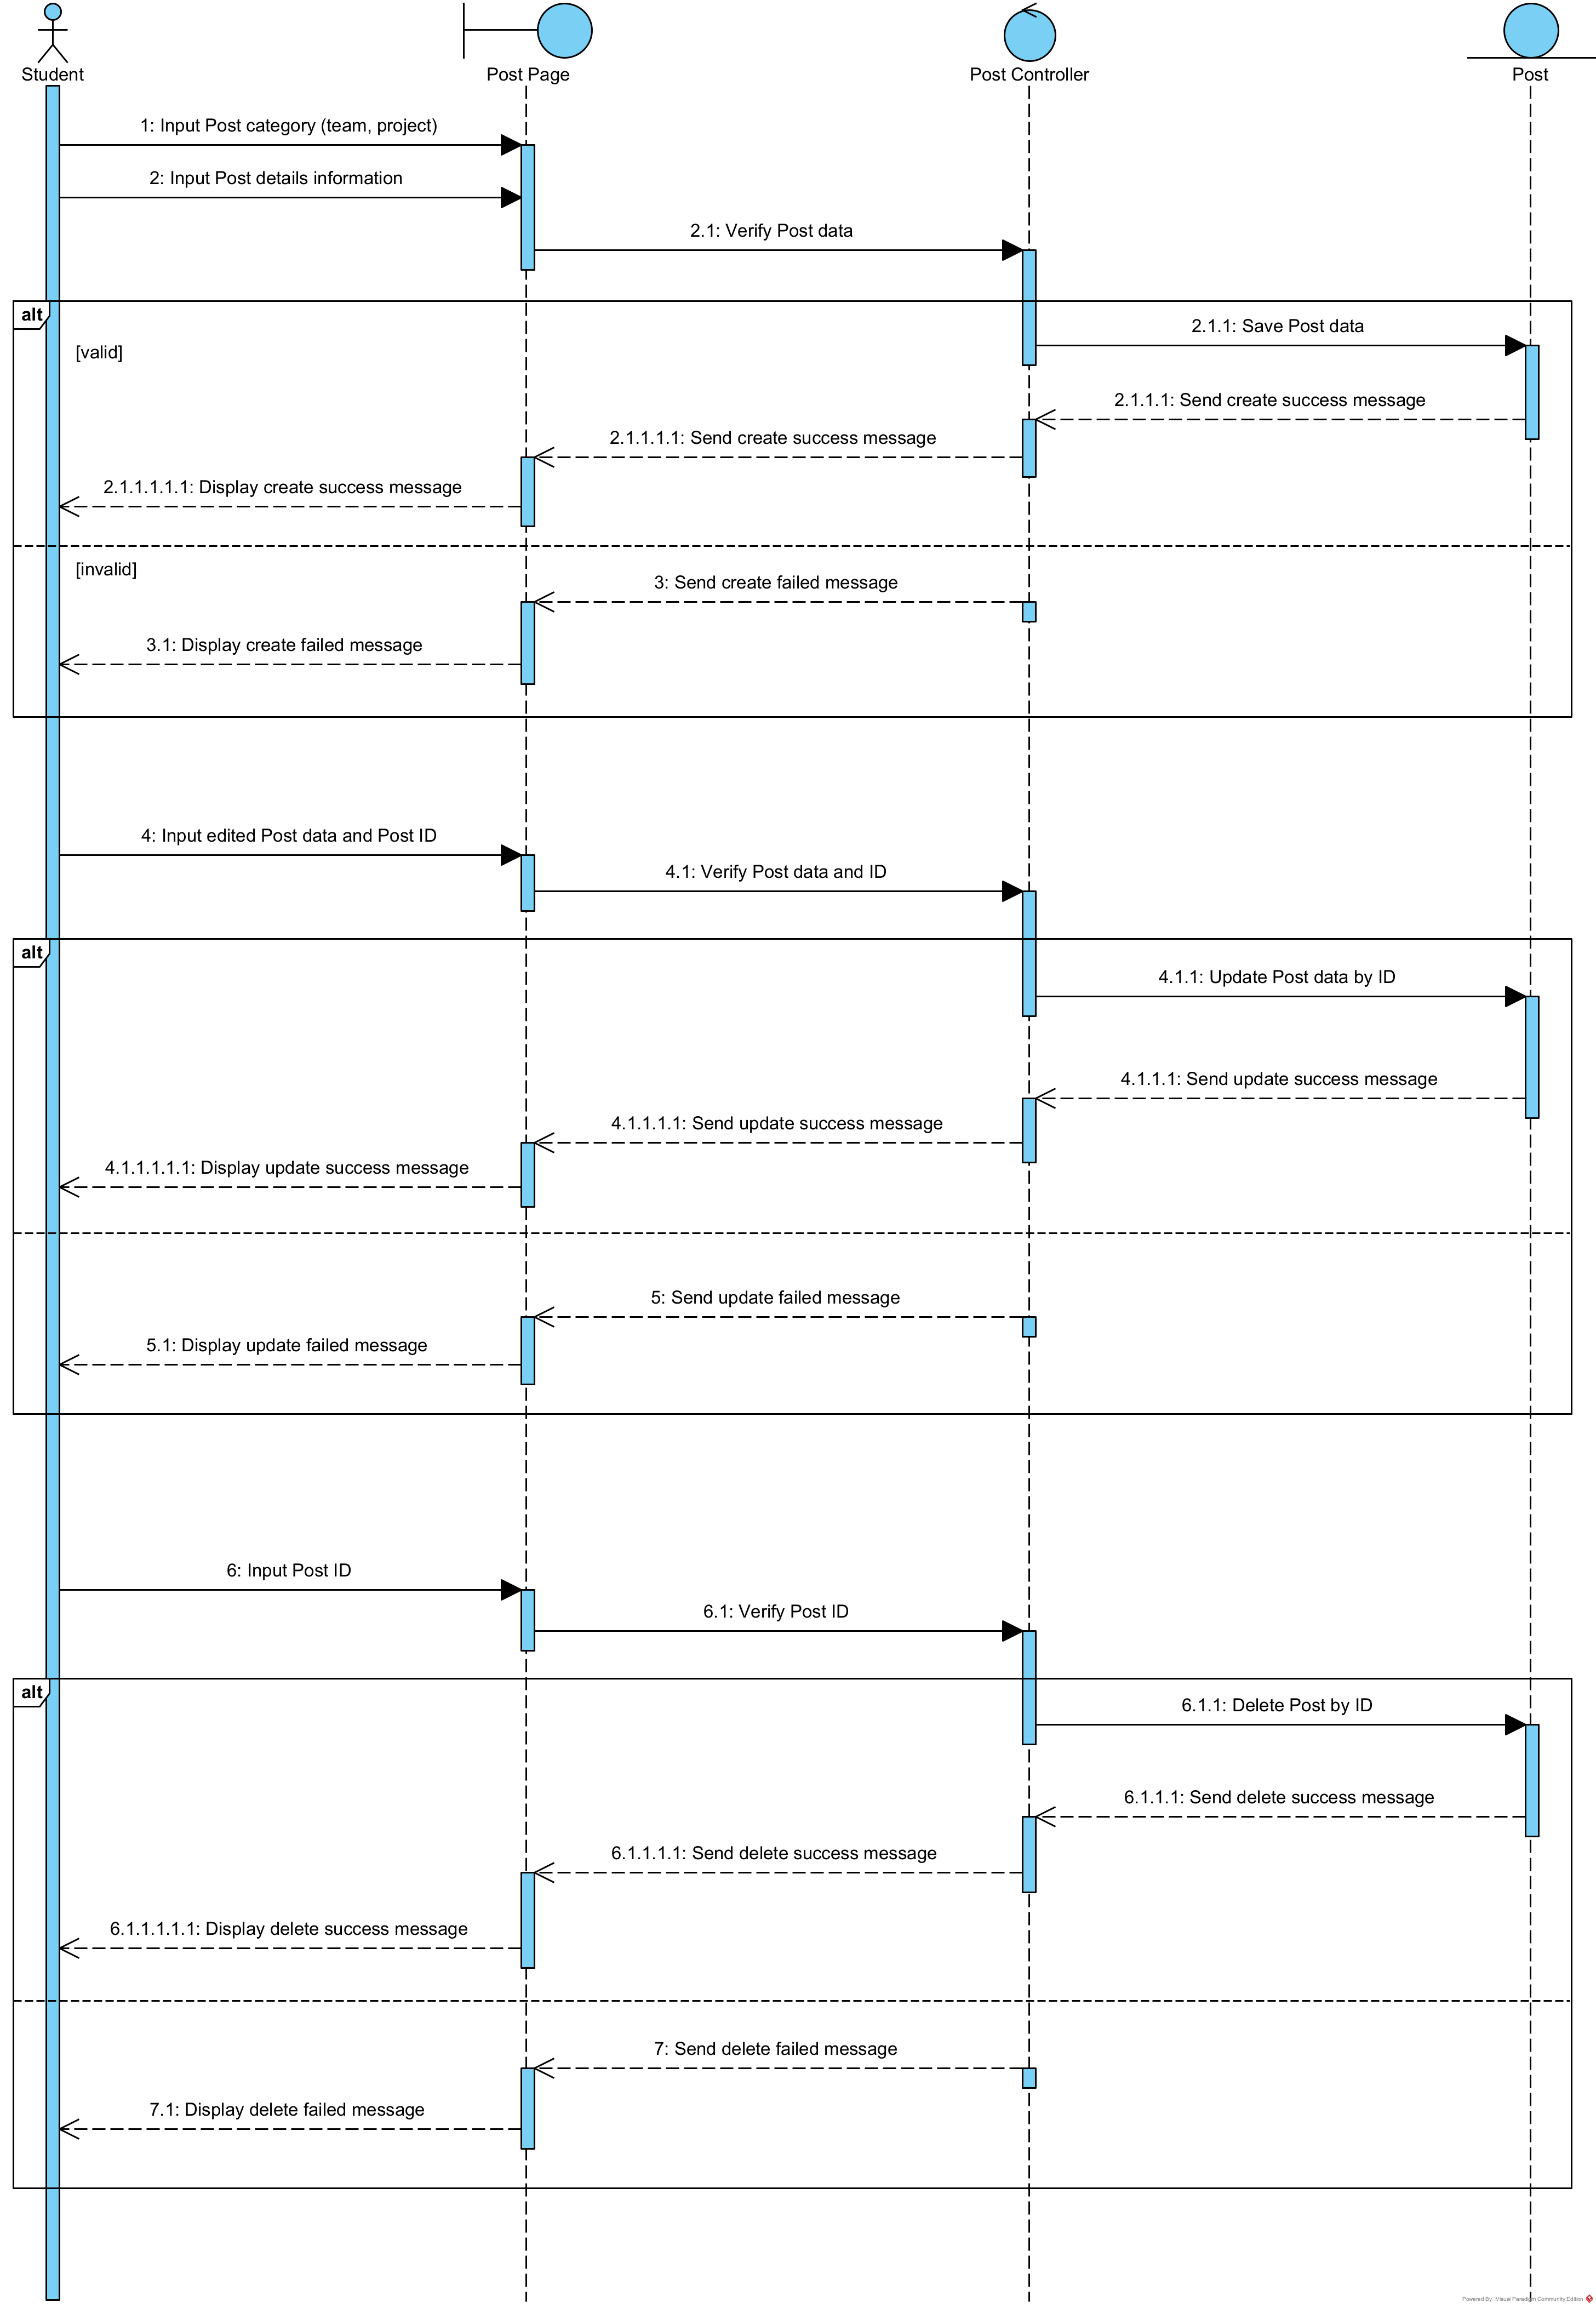 Student
Post Page
Post Controller
Post
1: Input Post category (team, project)
2: Input Post details information
2.1: Verify Post data
alt
[valid]
2.1.1: Save Post data
2.1.1.1: Send create success message
2.1.1.1.1: Send create success message
2.1.1.1.1.1: Display create success message
[invalid]
3: Send create failed message
3.1: Display create failed message
4: Input edited Post data and Post ID
4.1: Verify Post data and ID
alt
4.1.1: Update Post data by ID
4.1.1.1: Send update success message
4.1.1.1.1: Send update success message
4.1.1.1.1.1: Display update success message
5: Send update failed message
5.1: Display update failed message
6: Input Post ID
6.1: Verify Post ID
alt
6.1.1: Delete Post by ID
6.1.1.1: Send delete success message
6.1.1.1.1: Send delete success message
6.1.1.1.1.1: Display delete success message
7: Send delete failed message
7.1: Display delete failed message
Powered By : Visual Paradigm Community Edition